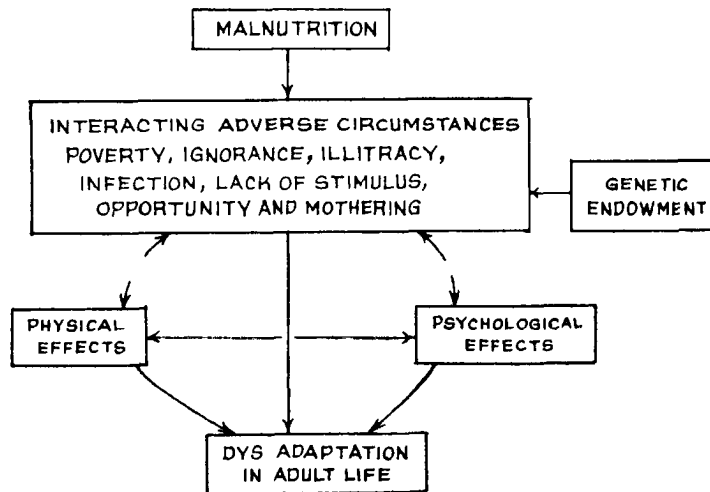 MALNUTRITION
INTERACTING ADVERSE CIRCUMSTANCES
POVERTY, IGNORANCE, ILLITRACY,
INFECTION, LACK OF STIMULUS,
OPPORTUNITY AND MOTHERING
GENETIC
ENDOWMENT
PHYSICAL
EFFECTS
PSYCHOLOGICAL
EFFECTS
DYS ADAPTATION
IN ADULT LIFE